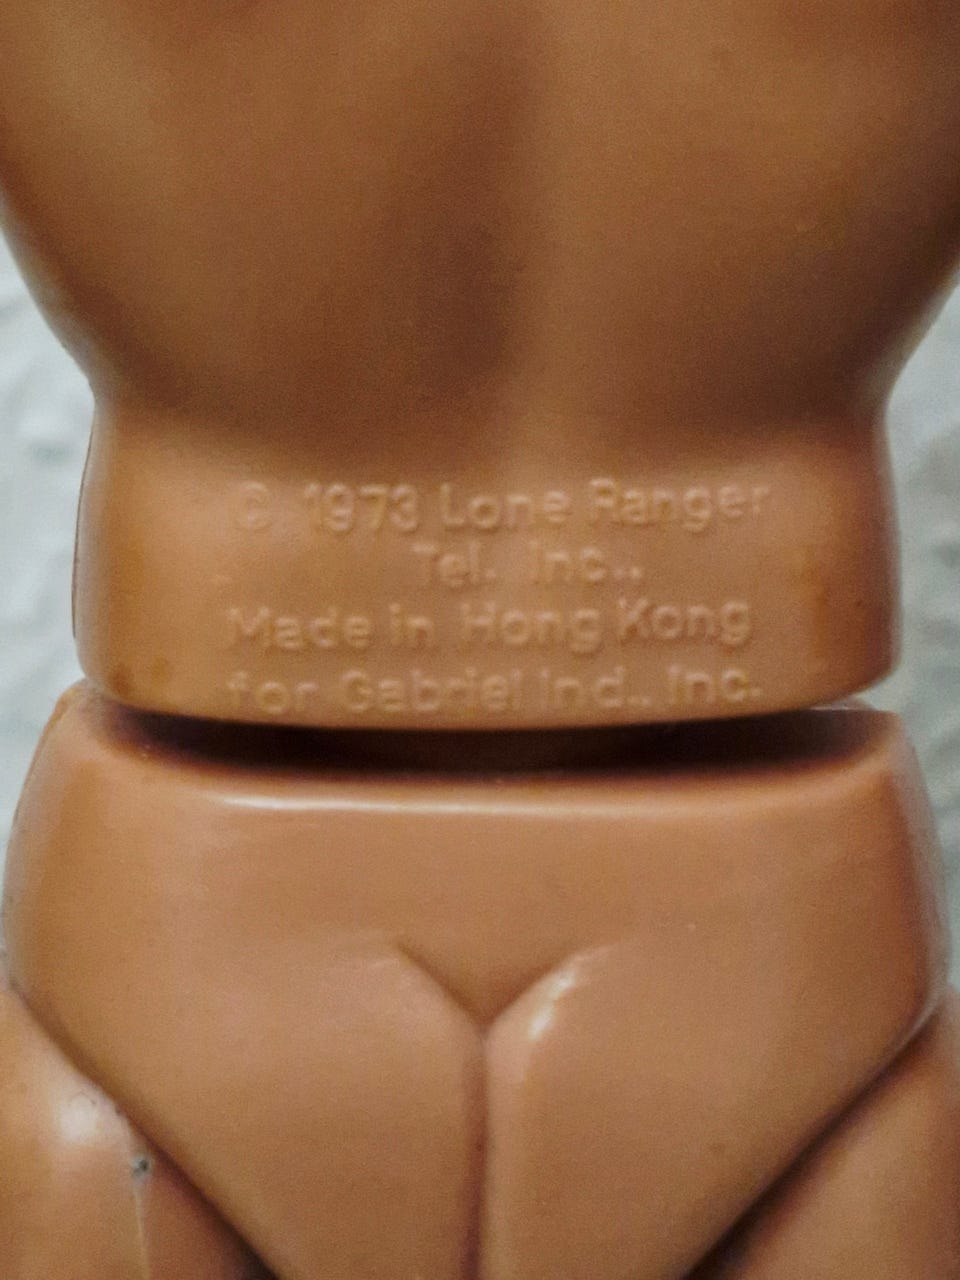 © 1973 Lone Ranger
Tel. Inc..
Made in Hong Kong
for Gabriel Ind.. Inc.